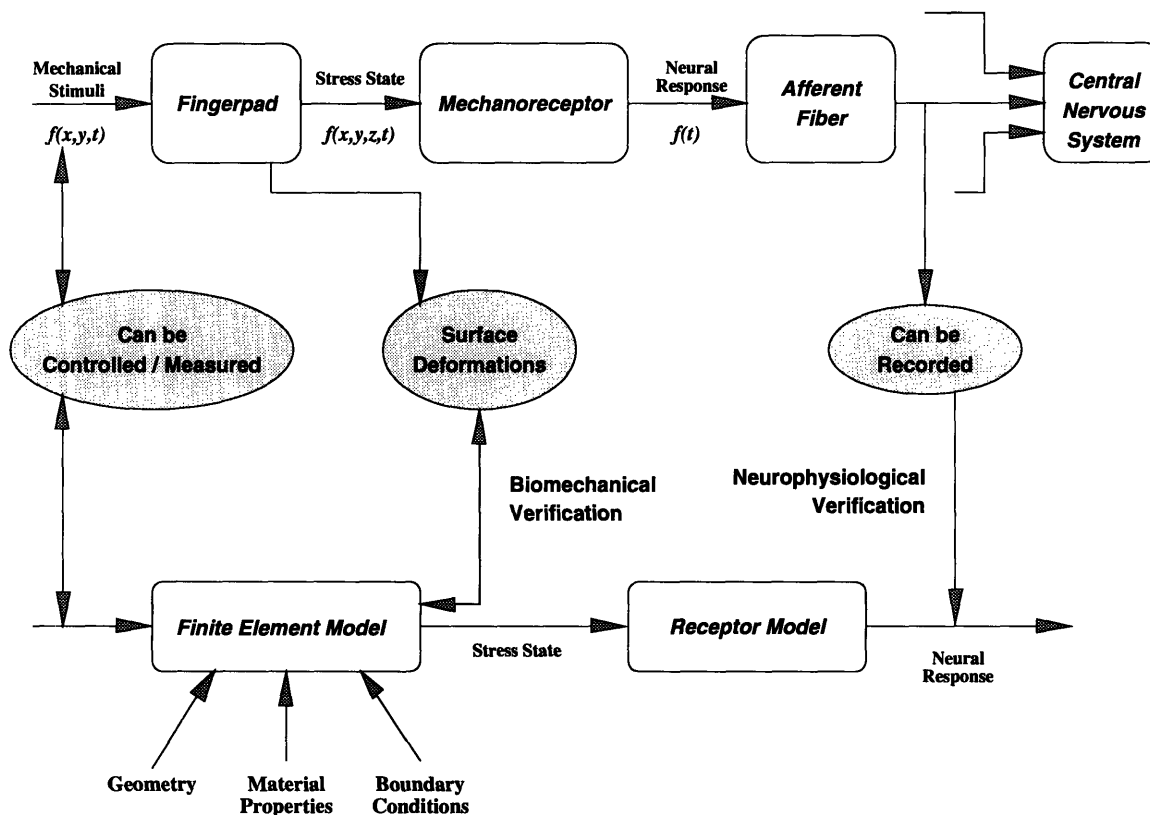 Mechanical
Stimuli
f(x,y,t)
Fingerpad
Stress State
f(x,y,z,t)
Mechanoreceptor
Neural
Response
f(t)
Afferent
Fiber
Central
Nervous
System
Can be
Controlled / Measured
Surface
Deformations
Can be
Recorded
Biomechanical
Verification
Neurophysiological
Verification
Finite Element Model
Stress State
Receptor Model
Neural
Response
Geometry
Material
Properties
Boundary
Conditions